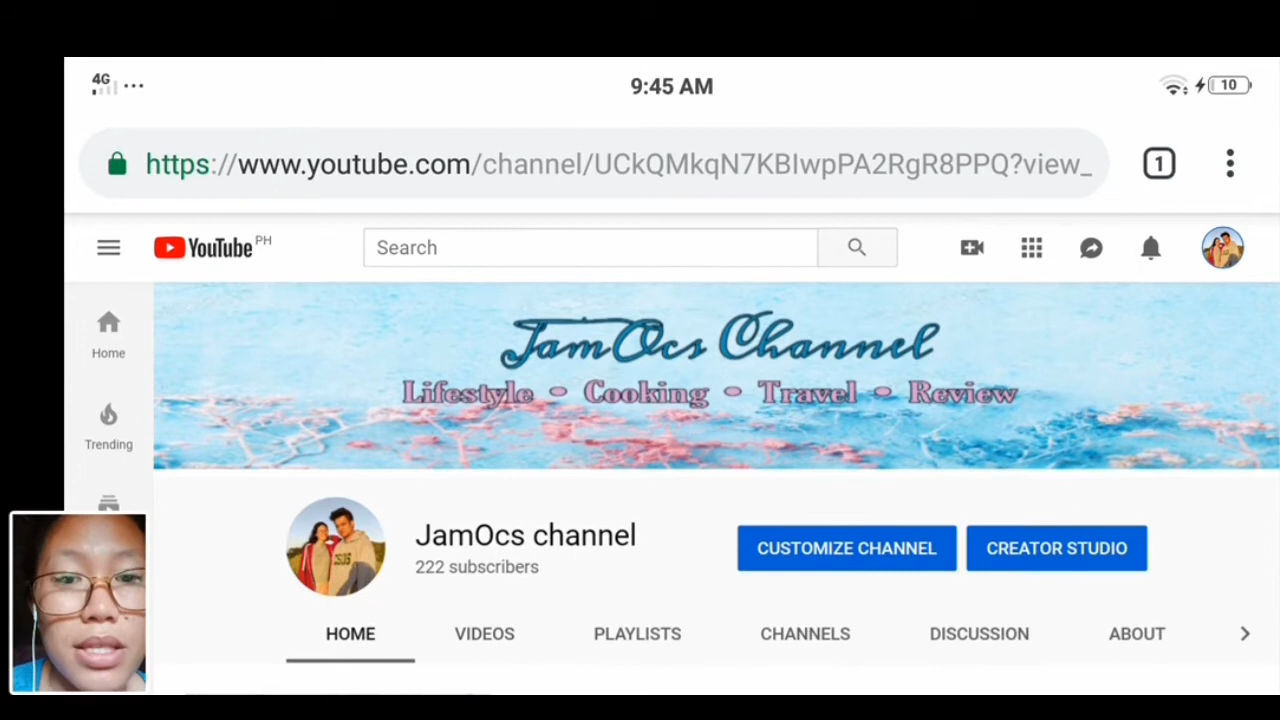 4G ... 9:45 AM 10
https://www.youtube.com/channel/UCkQMkqN7KBIwpPA2RgR8PPQ?view_ 1
YouTube PH Search
JamOcs Channel
Lifestyle • Cooking • Travel • Review
Home
Trending
JamOcs channel
222 subscribers
CUSTOMIZE CHANNEL CREATOR STUDIO
HOME VIDEOS PLAYLISTS CHANNELS DISCUSSION ABOUT